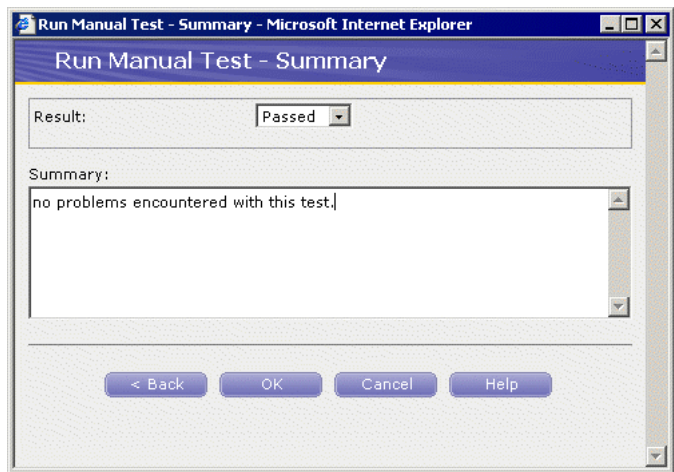 Run Manual Test - Summary - Microsoft Internet Explorer
Run Manual Test - Summary
Result: Passed
Summary:
no problems encountered with this test.
< Back OK Cancel Help